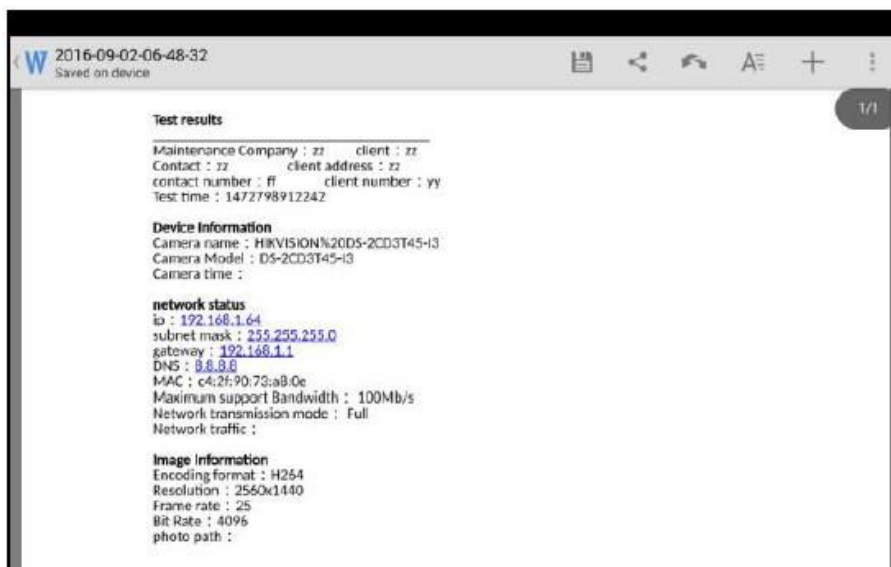 W 2016-09-02-06-48-32
Saved on device
1/1
Test results
Maintenance Company : zz client : zz
Contact : zz client address : zz
contact number : ff client number : yy
Test time : 1472798912242
Device Information
Camera name : HIKVISION%20DS-2CD3T45-I3
Camera Model : DS-2CD3T45-I3
Camera time :
network status
ip : 192.168.1.64
subnet mask : 255.255.255.0
gateway : 192.168.1.1
DNS : 8.8.8.8
MAC : c4:2f:90:73:a8:0e
Maximum support Bandwidth : 100Mb/s
Network transmission mode : Full
Network traffic :
Image Information
Encoding format : H264
Resolution : 2560x1440
Frame rate : 25
Bit Rate : 4096
photo path :